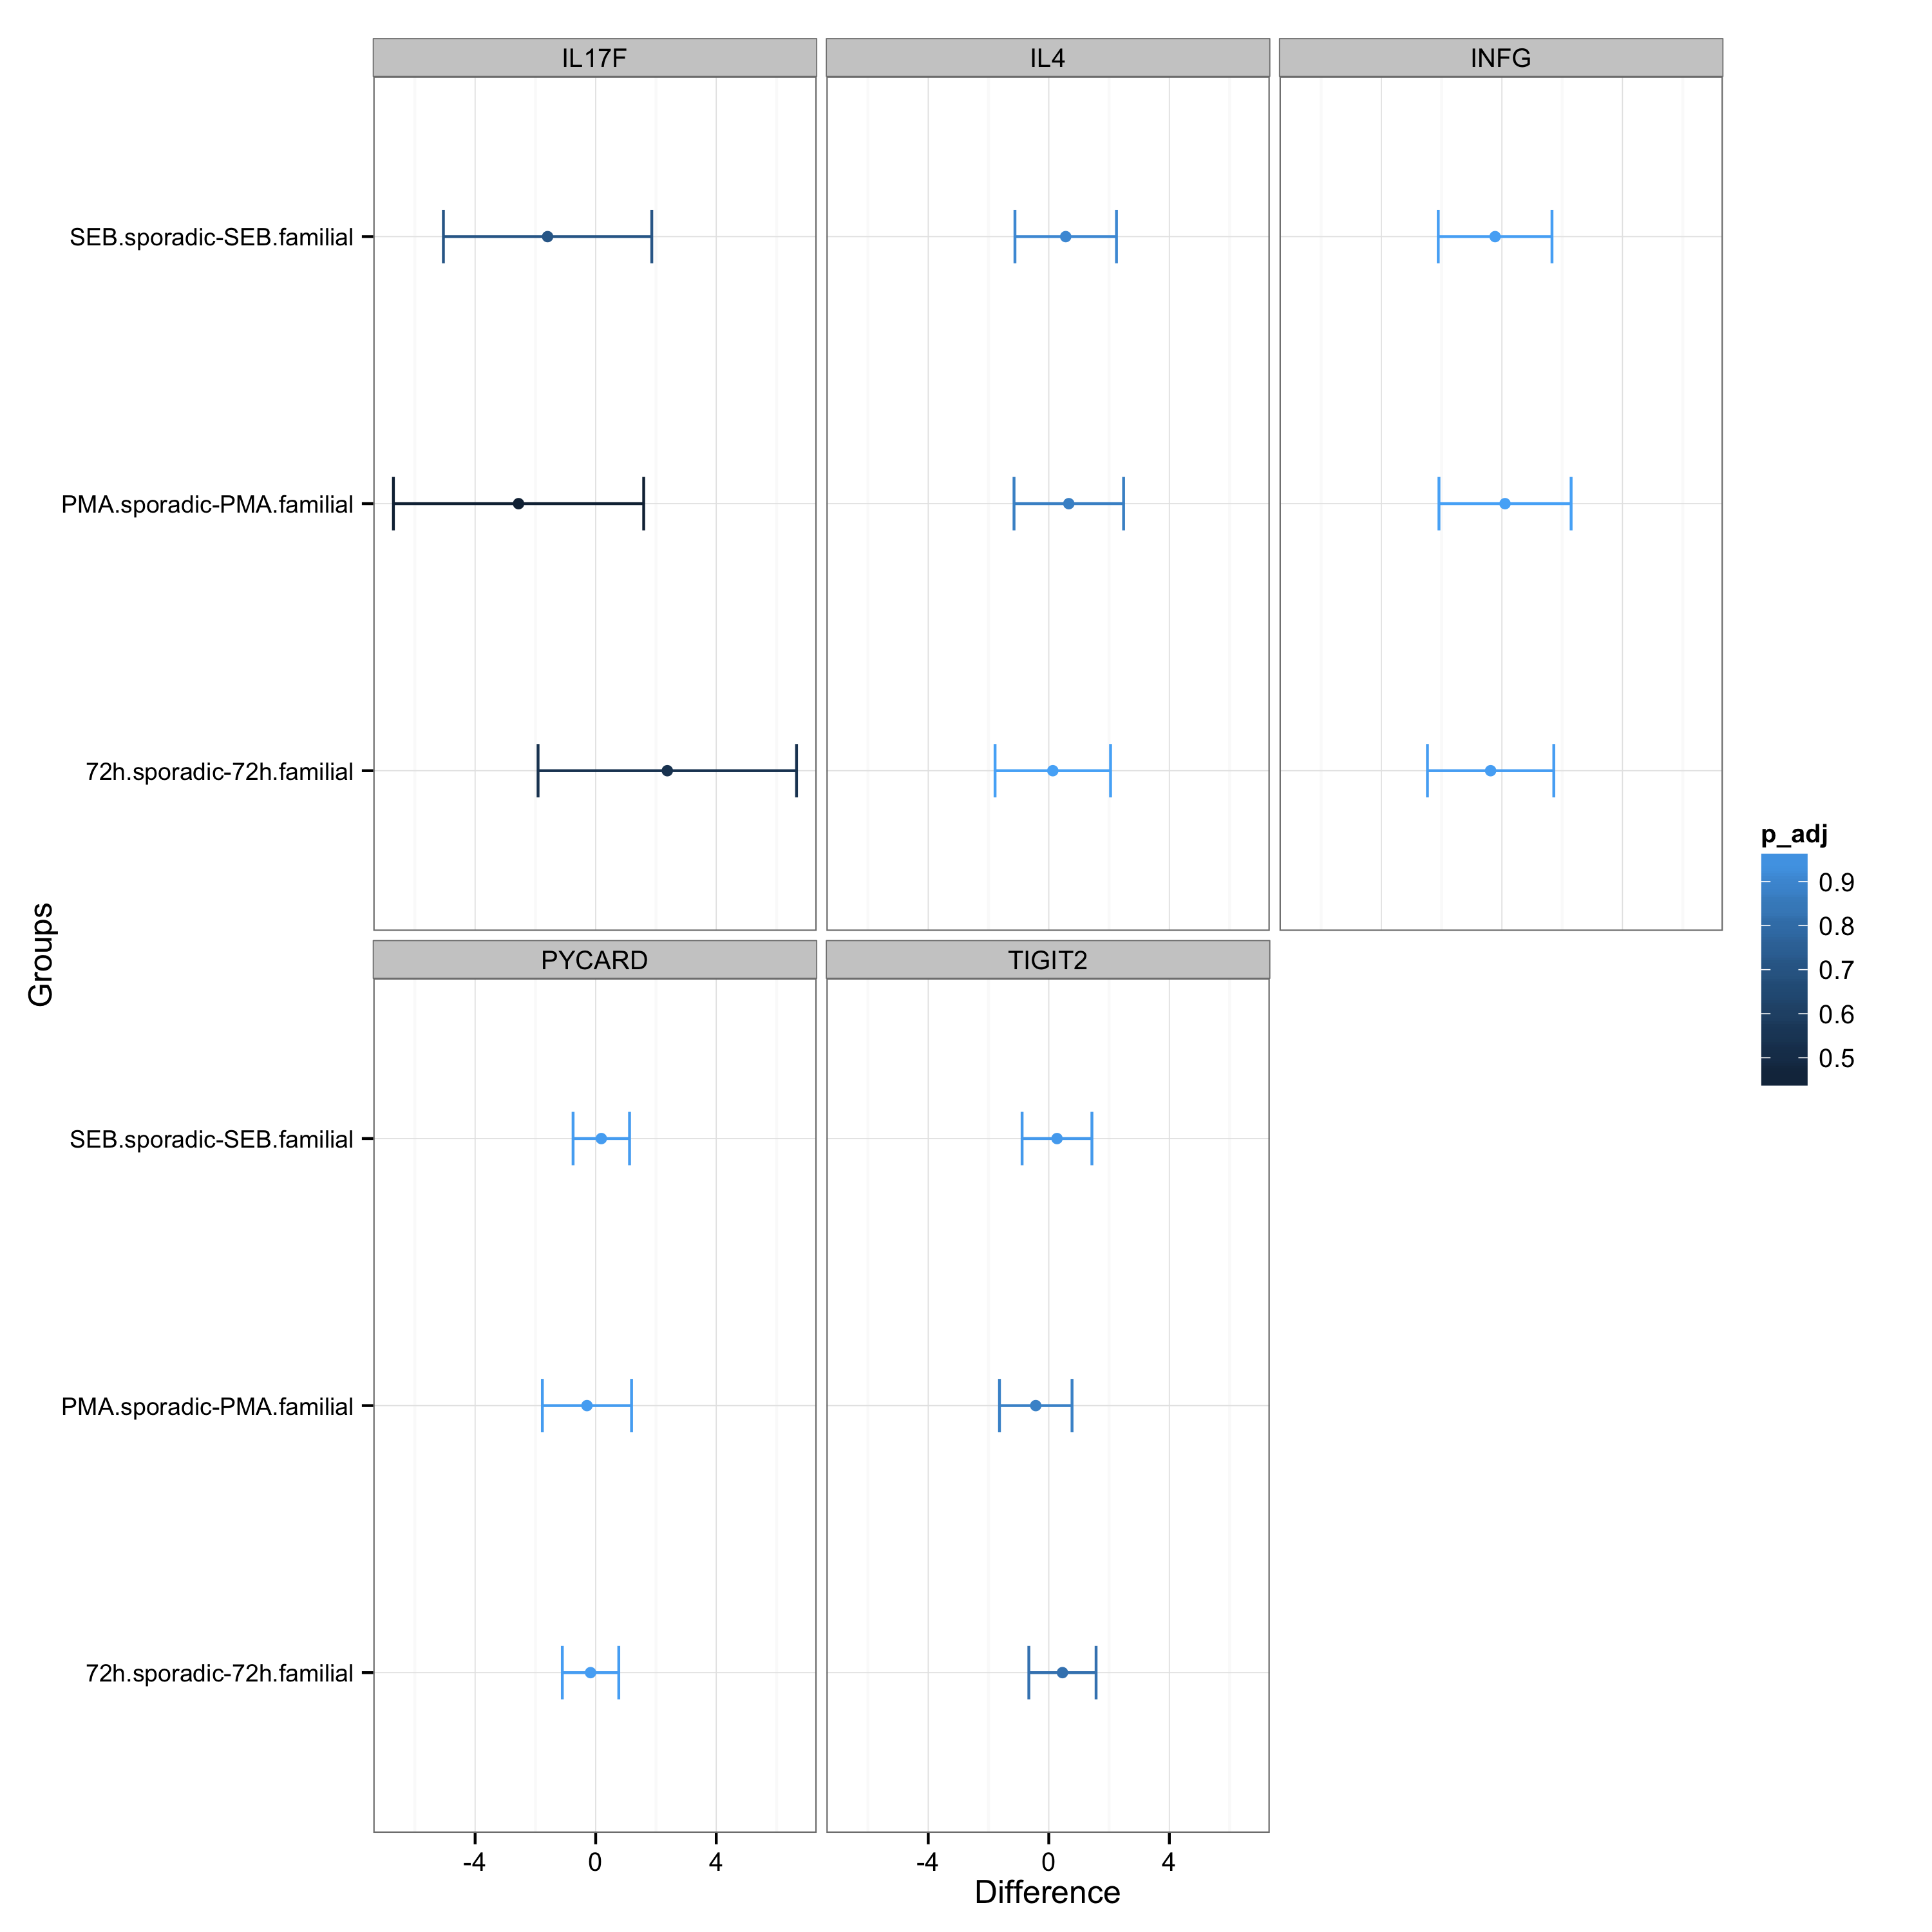 IL17F IL4 INFG
SEB.sporadic-SEB.familial
PMA.sporadic-PMA.familial
72h.sporadic-72h.familial
p_adj
0.9
0.8
0.7
0.6
0.5
Groups
PYCARD TIGIT2
SEB.sporadic-SEB.familial
PMA.sporadic-PMA.familial
72h.sporadic-72h.familial
-4 0 4 -4 0 4
Difference